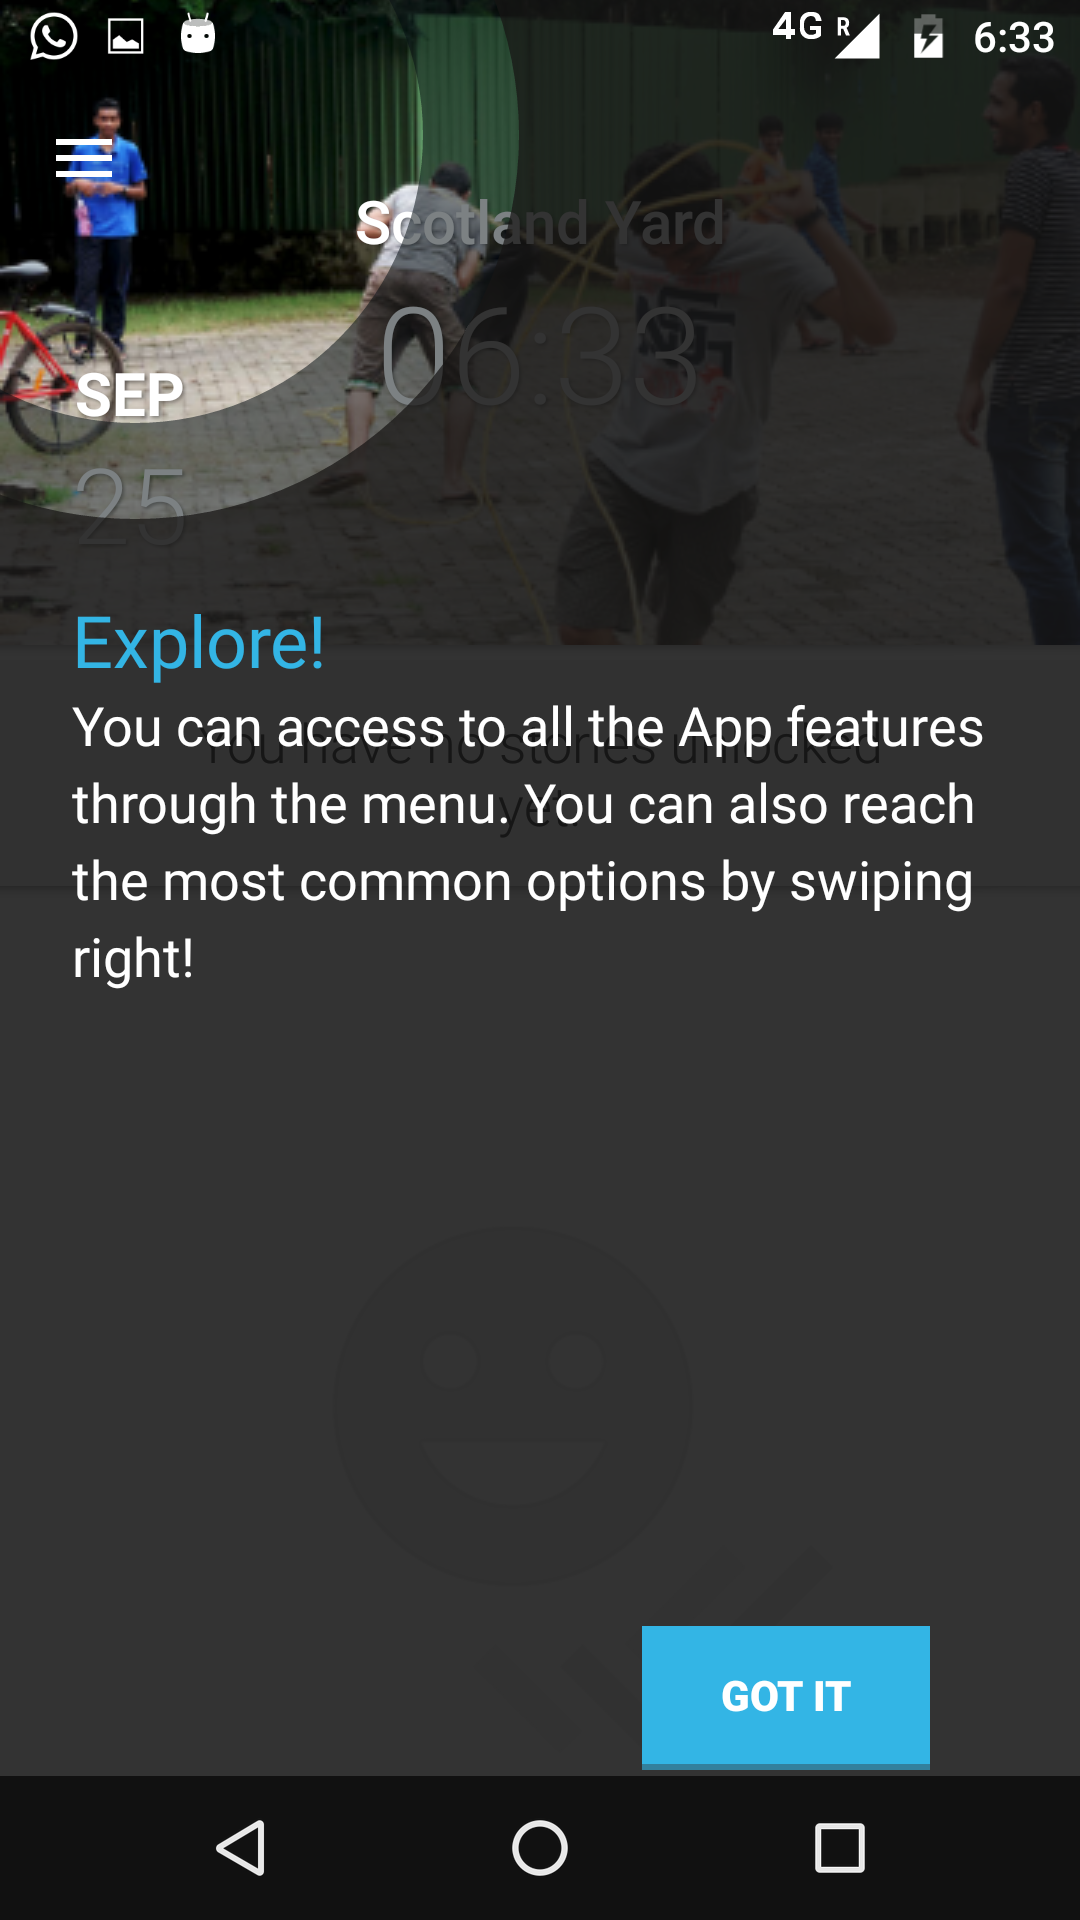 4G R 6:33
Scotland Yard
06:33
SEP
25
Explore!
You can access to all the App features
through the menu. You can also reach
the most common options by swiping
right!
You have no stories unlocked
yet.
GOT IT